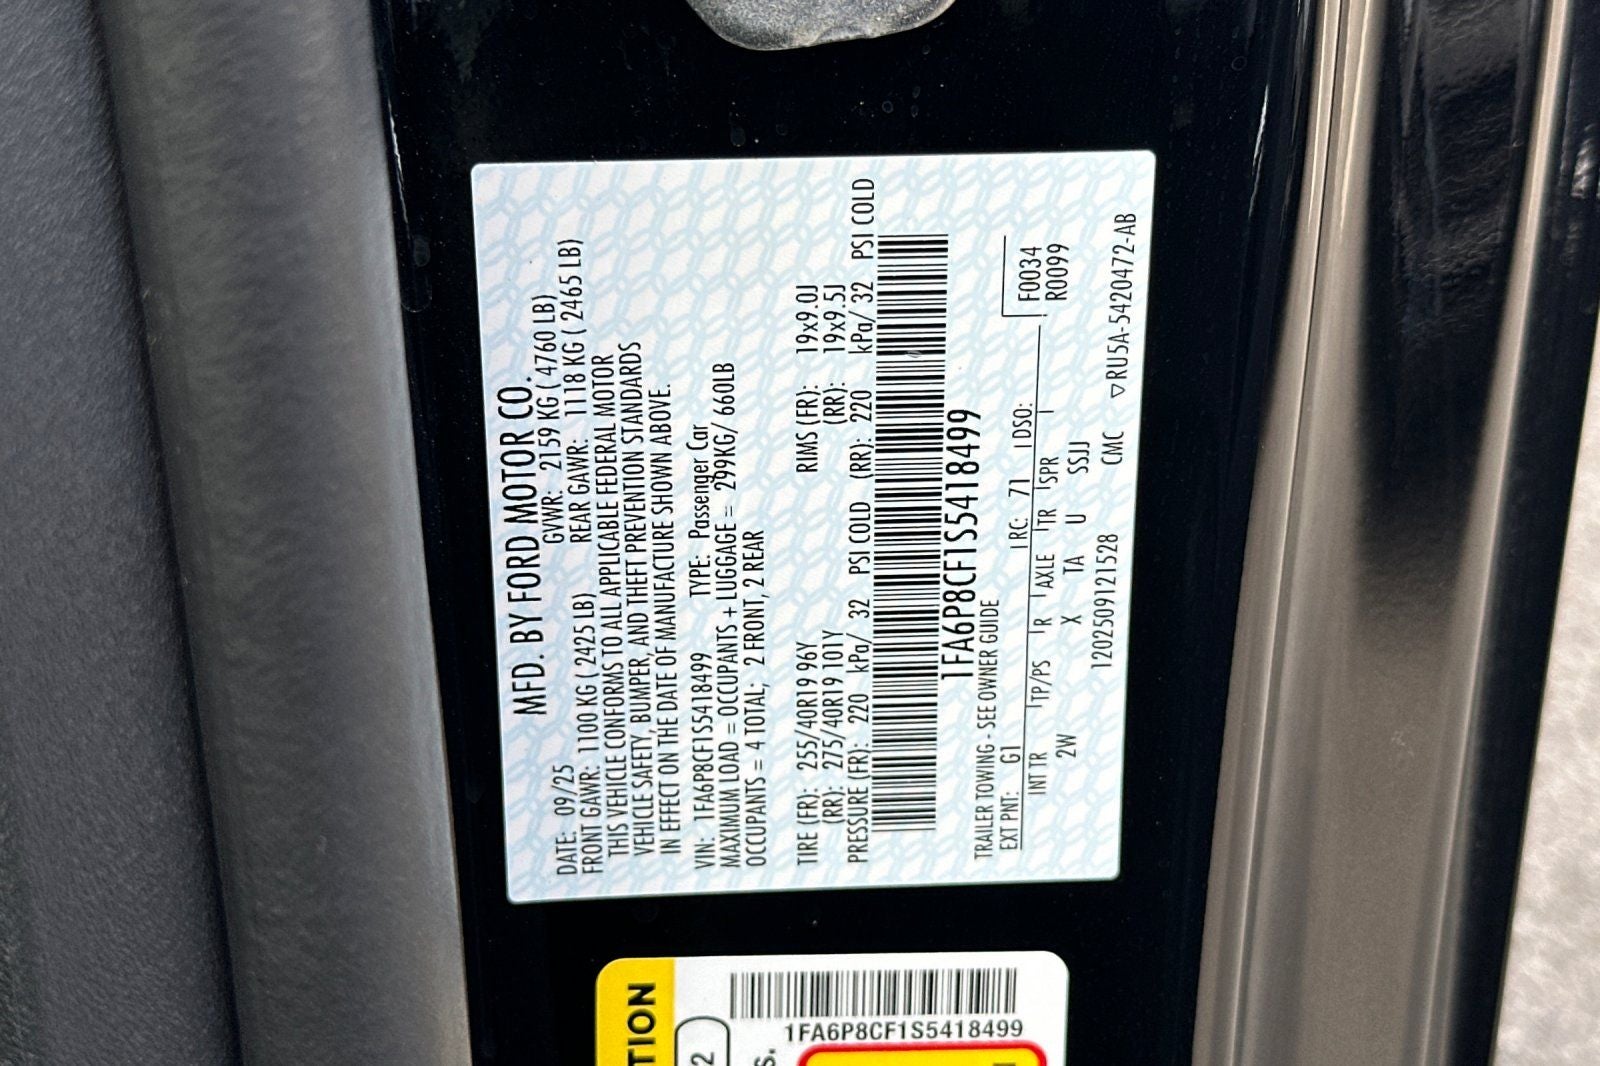 MFD. BY FORD MOTOR CO.
DATE: 09/25 GVWR: 2159 KG ( 4760 LB)
FRONT GAWR: 1100 KG ( 2425 LB) REAR GAWR: 1118 KG ( 2465 LB)
THIS VEHICLE CONFORMS TO ALL APPLICABLE FEDERAL MOTOR
VEHICLE SAFETY, BUMPER, AND THEFT PREVENTION STANDARDS
IN EFFECT ON THE DATE OF MANUFACTURE SHOWN ABOVE.
VIN: 1FA6P8CF1S5418499 TYPE: Passenger Car
MAXIMUM LOAD = OCCUPANTS + LUGGAGE = 299KG/ 660LB
OCCUPANTS = 4 TOTAL; 2 FRONT, 2 REAR
TIRE (FR): 255/40R19 96Y RIMS (FR): 19x9.0J
(RR): 275/40R19 101Y (RR): 19x9.5J
PRESSURE (FR): 220 kPa/ 32 PSI COLD (RR): 220 kPa/ 32 PSI COLD
1FA6P8CF1S5418499
TRAILER TOWING - SEE OWNER GUIDE
EXT PNT: G1 RC: 71 DSO: F0034
INT TR TP/PS R AXLE TR SPR R0099
2W X TA U SSJJ
12025091​21528 CMC ▽RU5A-5420472-AB
TION
1FA6P8CF1S5418499
2
S.